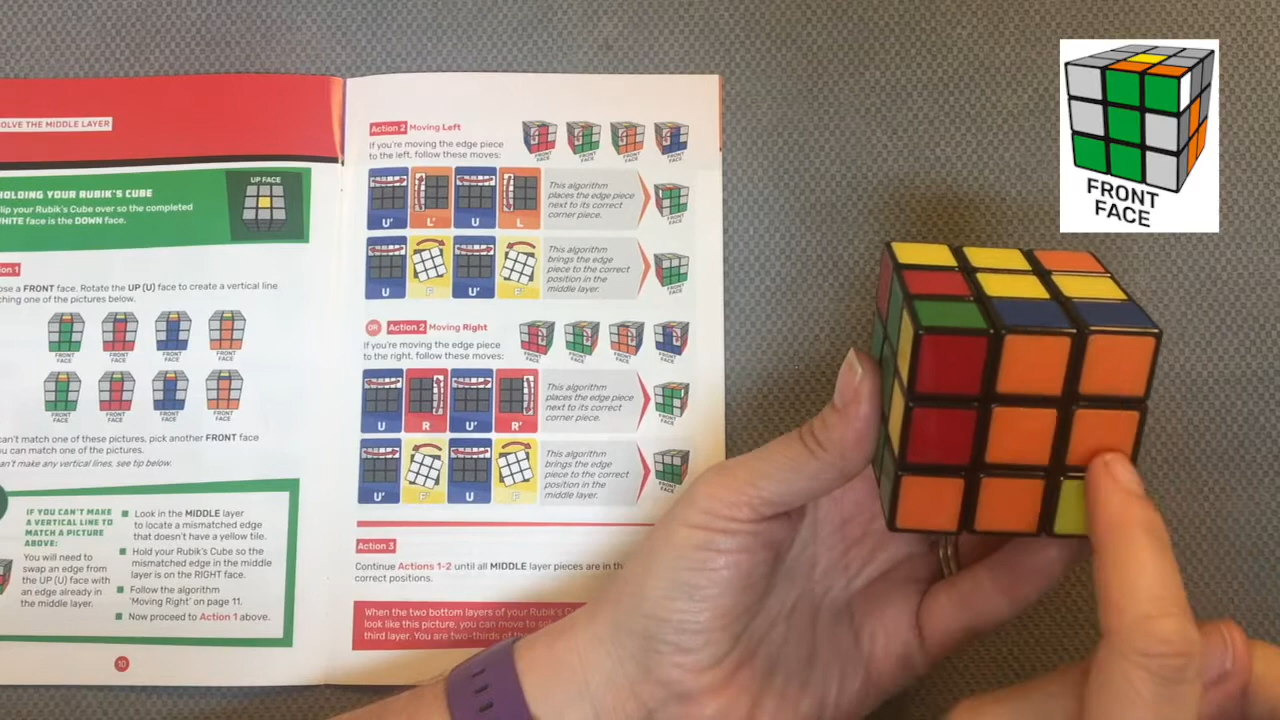 OLVE THE MIDDLE LAYER
HOLDING YOUR RUBIK'S CUBE
lip your Rubik's Cube over so the completed
HITE face is the DOWN face.
UP FACE
ion 1
ose a FRONT face. Rotate the UP (U) face to create a vertical line
ching one of the pictures below.
FRONT FACE
FRONT FACE
FRONT FACE
FRONT FACE
FRONT FACE
FRONT FACE
FRONT FACE
FRONT FACE
can't match one of these pictures, pick another FRONT face
ou can match one of the pictures.
an't make any vertical lines, see tip below.
IF YOU CAN'T MAKE
A VERTICAL LINE TO
MATCH A PICTURE
ABOVE:
You will need to
swap an edge from
the UP (U) face with
an edge already in
the middle layer.
Look in the MIDDLE layer
to locate a mismatched edge
that doesn't have a yellow tile.
Hold your Rubik's Cube so the
mismatched edge in the middle
layer is on the RIGHT face.
Follow the algorithm
'Moving Right' on page 11.
Now proceed to Action 1 above.
10
Action 2 Moving Left
If you're moving the edge piece
to the left, follow these moves:
FRONT FACE
FRONT FACE
FRONT FACE
FRONT FACE
U' L' U L
This algorithm
places the edge piece
next to its correct
corner piece.
FRONT FACE
U F U' F'
This algorithm
brings the edge
piece to the correct
position in the
middle layer.
FRONT FACE
OR Action 2 Moving Right
If you're moving the edge piece
to the right, follow these moves:
FRONT FACE
FRONT FACE
FRONT FACE
FRONT FACE
U R U' R'
This algorithm
places the edge piece
next to its correct
corner piece.
FRONT FACE
U' F' U F
This algorithm
brings the edge
piece to the correct
position in the
middle layer.
FRONT FACE
Action 3
Continue Actions 1-2 until all MIDDLE layer pieces are in th
correct positions.
When the two bottom layers of your Rubik's C
look like this picture, you can move to
third layer. You are two-thirds of
FRONT
FACE